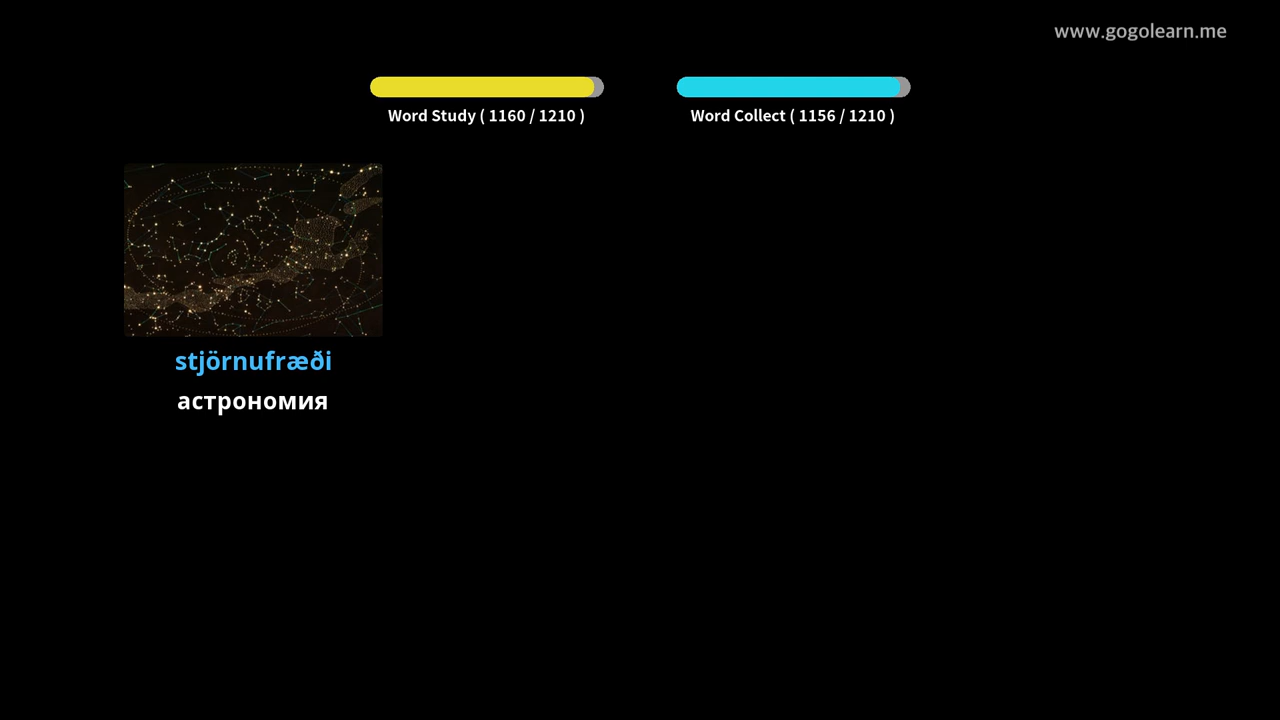 www.gogolearn.me
Word Study ( 1160 / 1210 )
Word Collect ( 1156 / 1210 )
stjörnufræði
астрономия